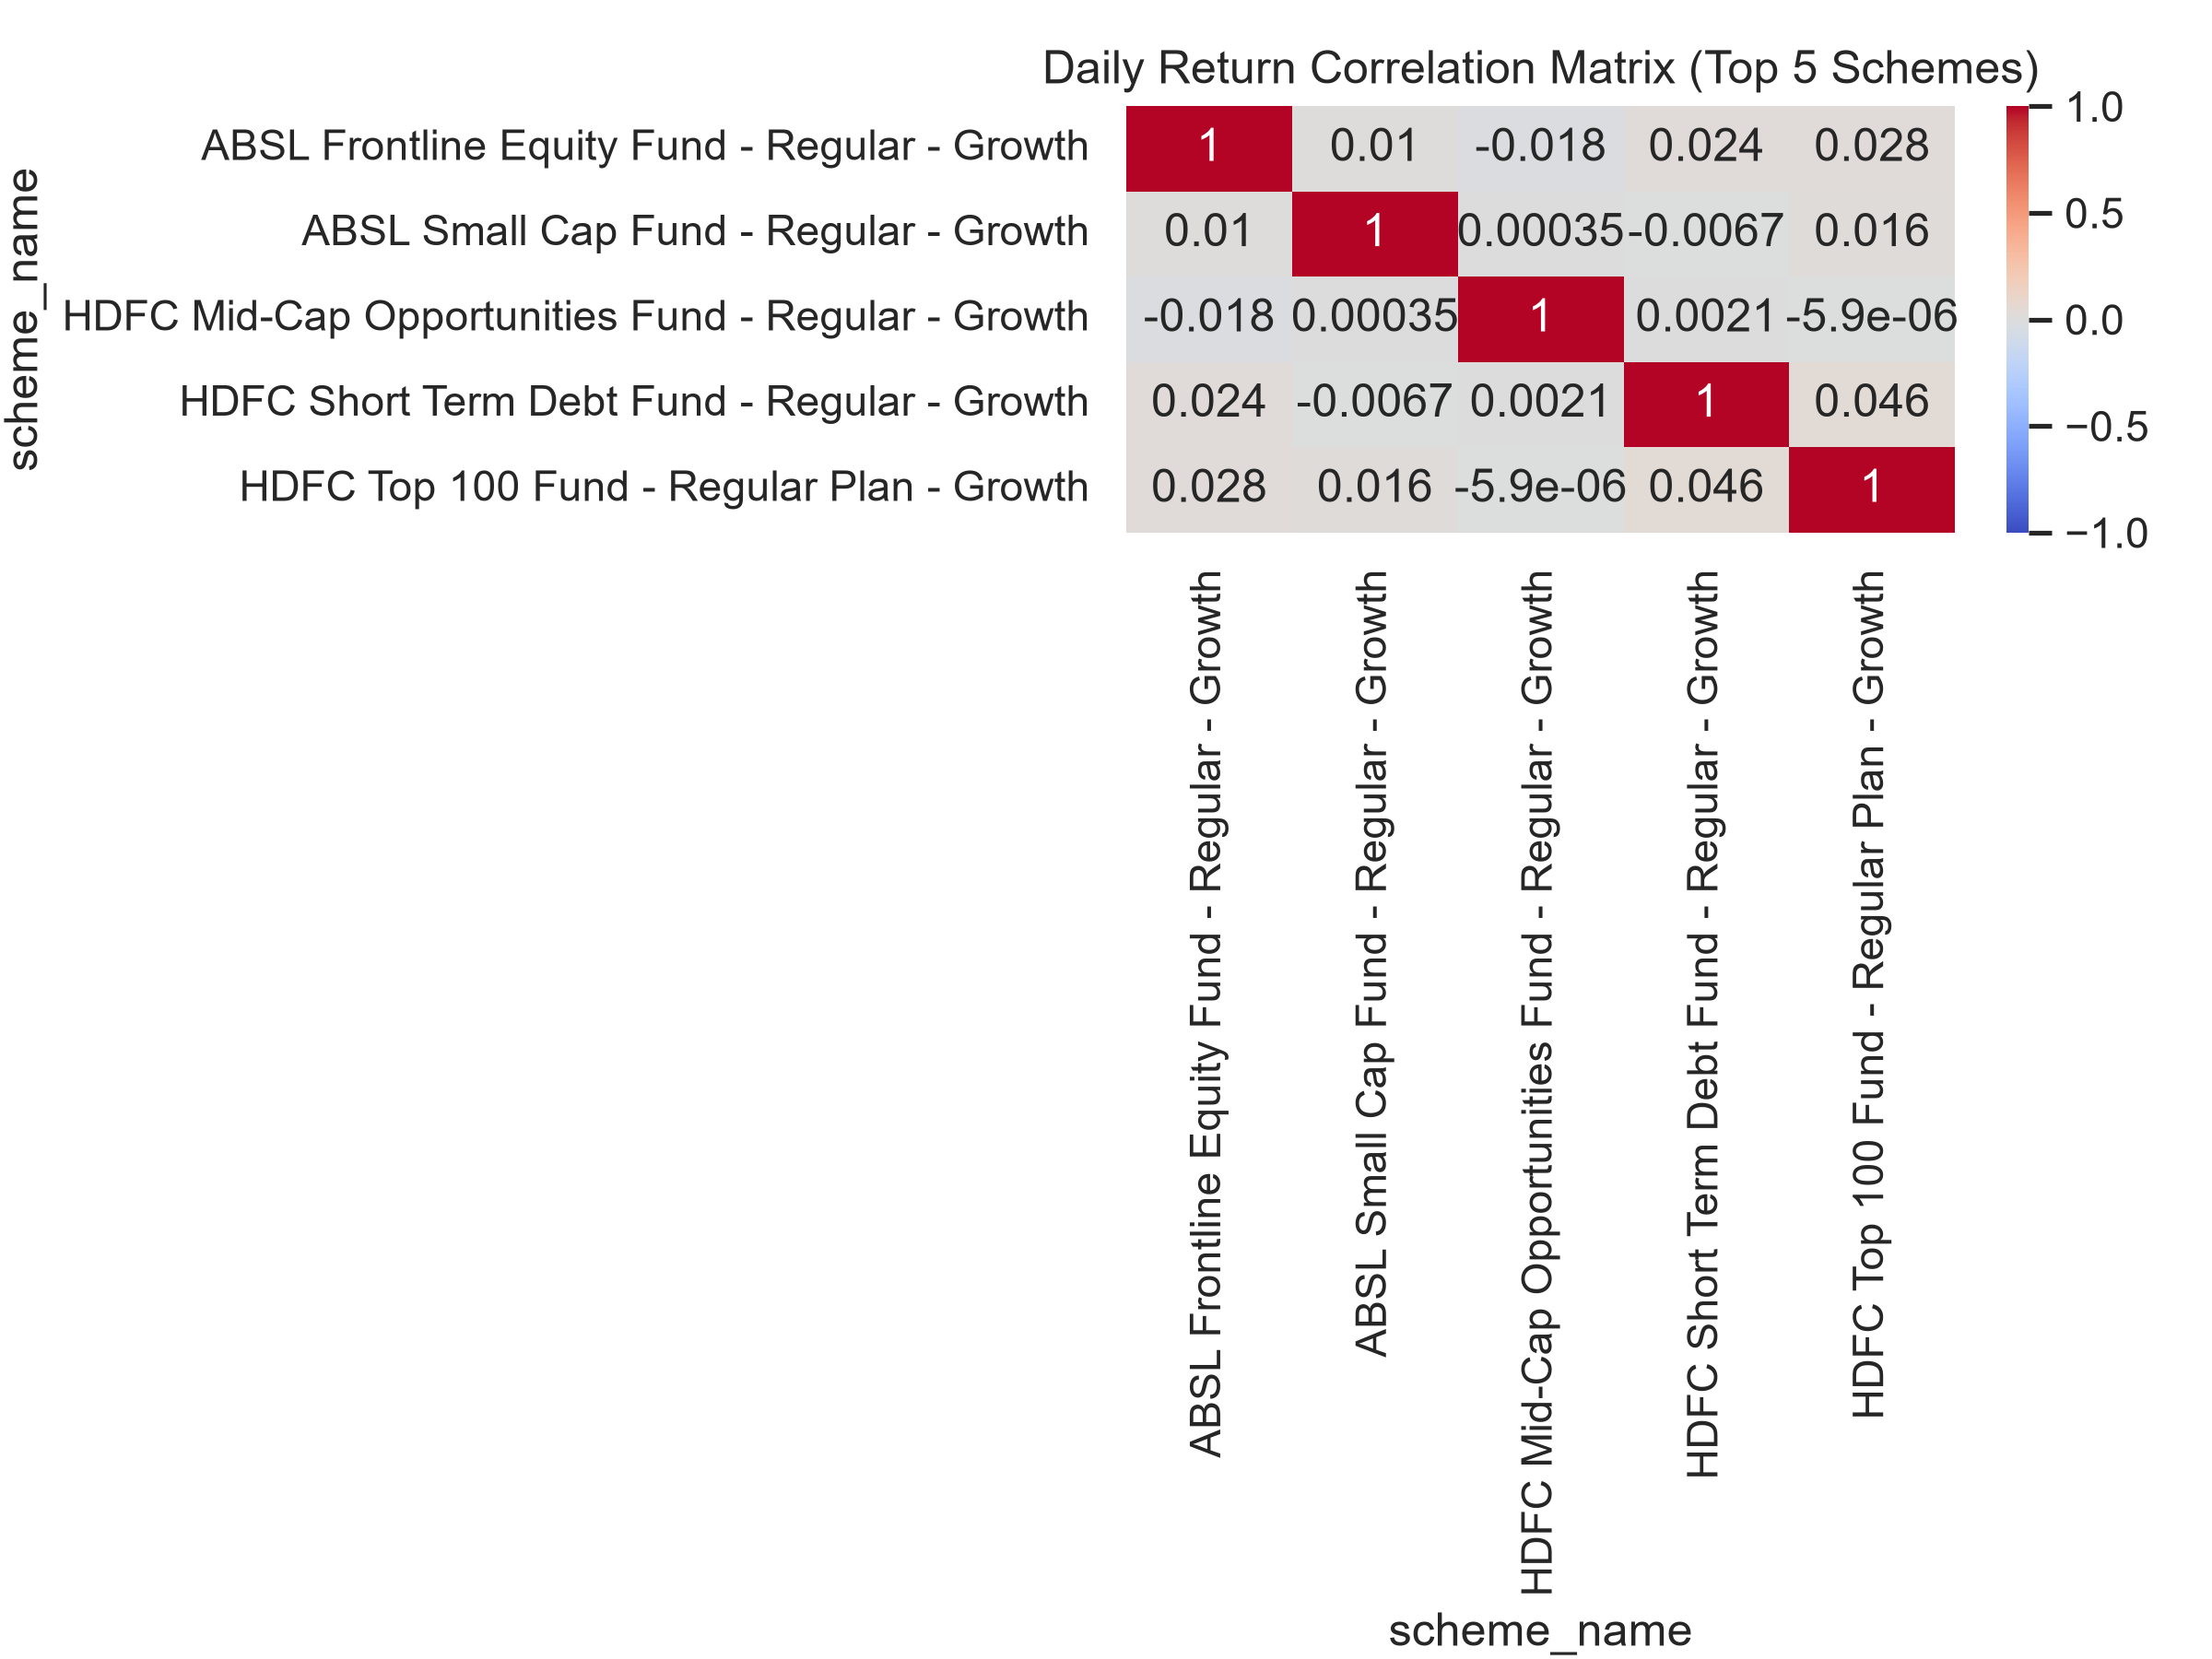 Daily Return Correlation Matrix (Top 5 Schemes)
scheme_name
ABSL Frontline Equity Fund - Regular - Growth 1 0.01 -0.018 0.024 0.028
ABSL Small Cap Fund - Regular - Growth 0.01 1 0.00035 -0.0067 0.016
HDFC Mid-Cap Opportunities Fund - Regular - Growth -0.018 0.00035 1 0.0021 -5.9e-06
HDFC Short Term Debt Fund - Regular - Growth 0.024 -0.0067 0.0021 1 0.046
HDFC Top 100 Fund - Regular Plan - Growth 0.028 0.016 -5.9e-06 0.046 1
1.0
0.5
0.0
−0.5
−1.0
ABSL Frontline Equity Fund - Regular - Growth
ABSL Small Cap Fund - Regular - Growth
HDFC Mid-Cap Opportunities Fund - Regular - Growth
HDFC Short Term Debt Fund - Regular - Growth
HDFC Top 100 Fund - Regular Plan - Growth
scheme_name